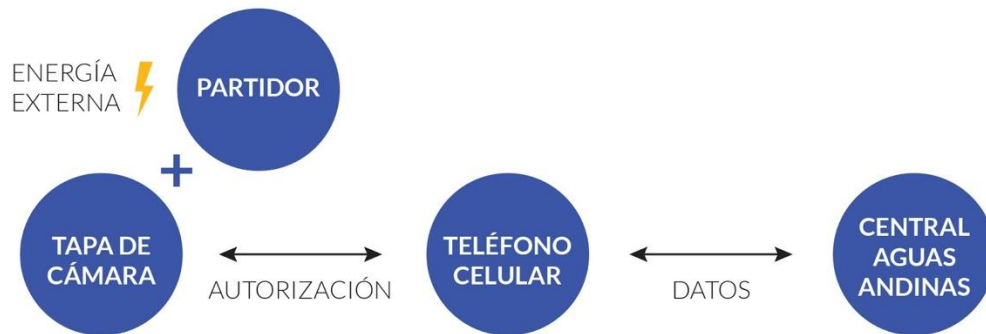 ENERGÍA
EXTERNA
PARTIDOR
+
TAPA DE
CÁMARA
AUTORIZACIÓN
TELÉFONO
CELULAR
DATOS
CENTRAL
AGUAS
ANDINAS